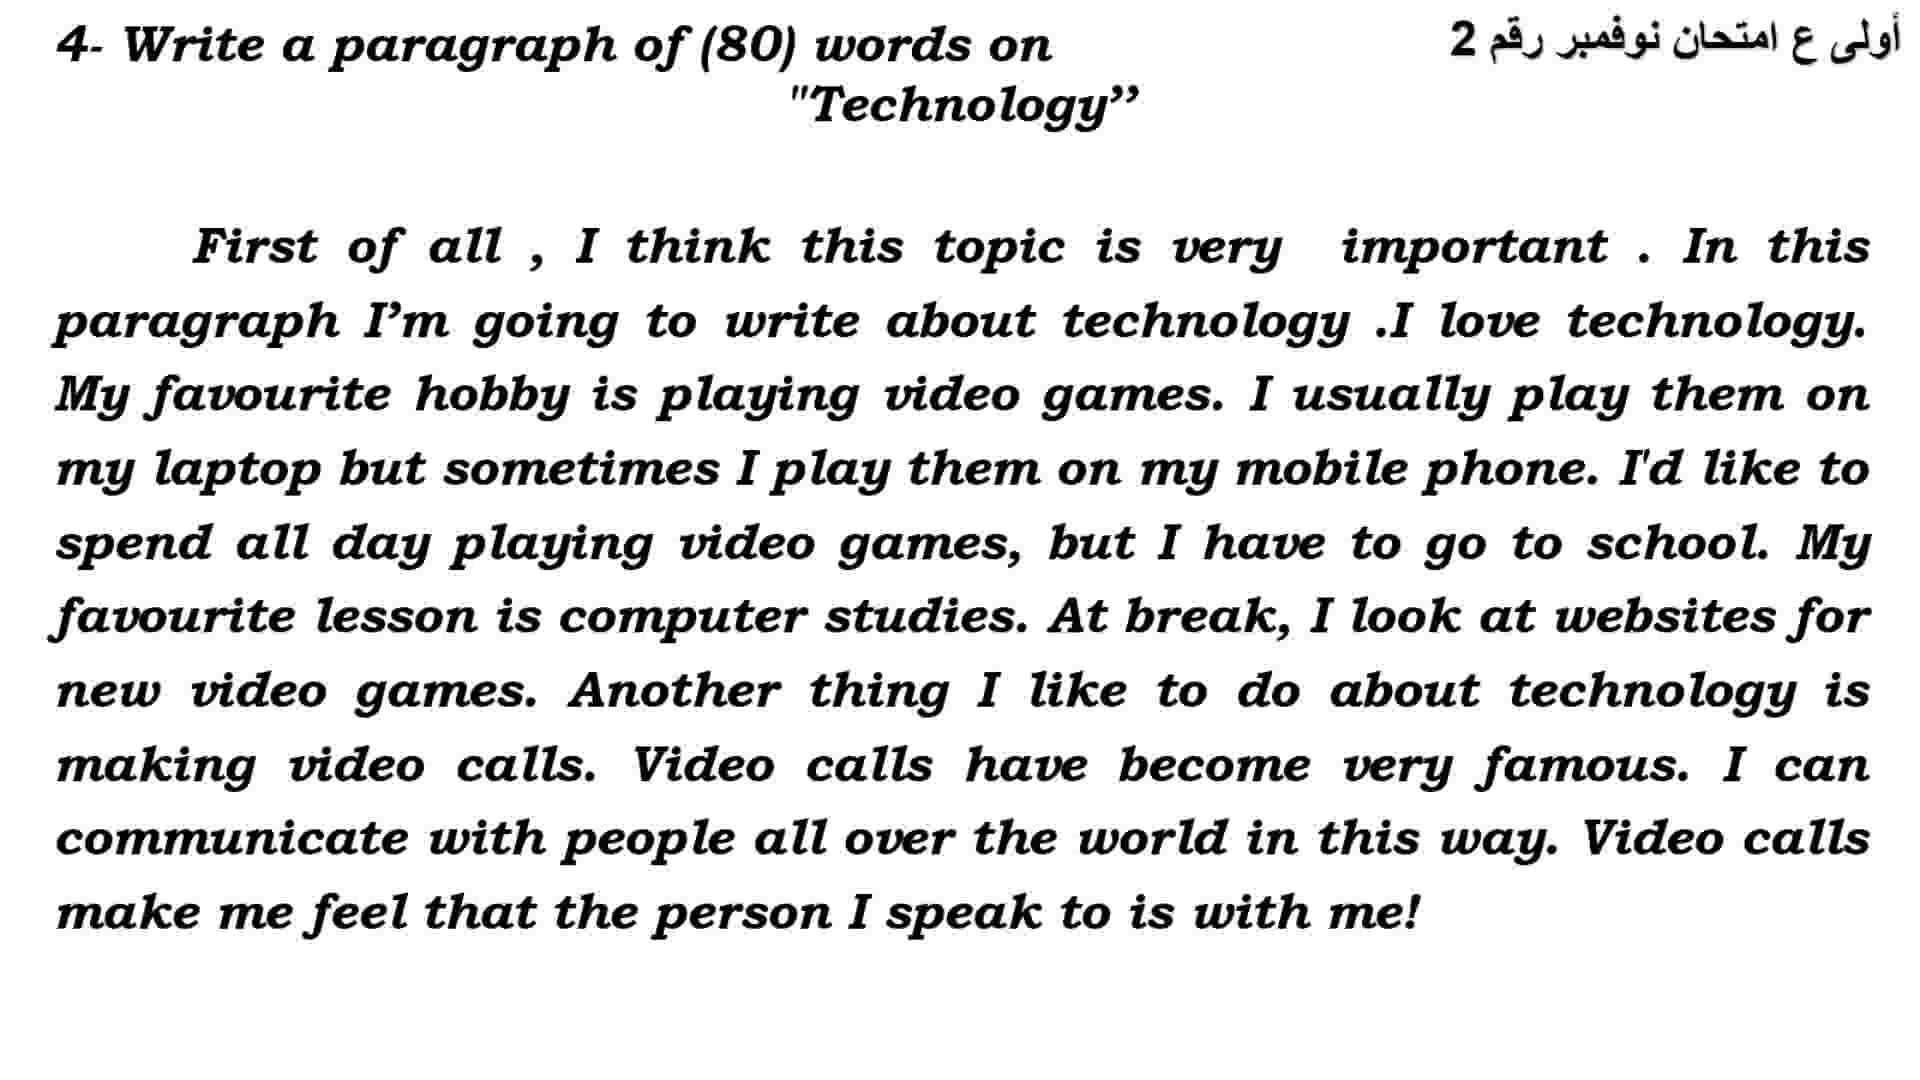 4- Write a paragraph of (80) words on
أولى ع امتحان نوفمبر رقم 2
"Technology’’
First of all , I think this topic is very important . In this
paragraph I’m going to write about technology .I love technology.
My favourite hobby is playing video games. I usually play them on
my laptop but sometimes I play them on my mobile phone. I'd like to
spend all day playing video games, but I have to go to school. My
favourite lesson is computer studies. At break, I look at websites for
new video games. Another thing I like to do about technology is
making video calls. Video calls have become very famous. I can
communicate with people all over the world in this way. Video calls
make me feel that the person I speak to is with me!